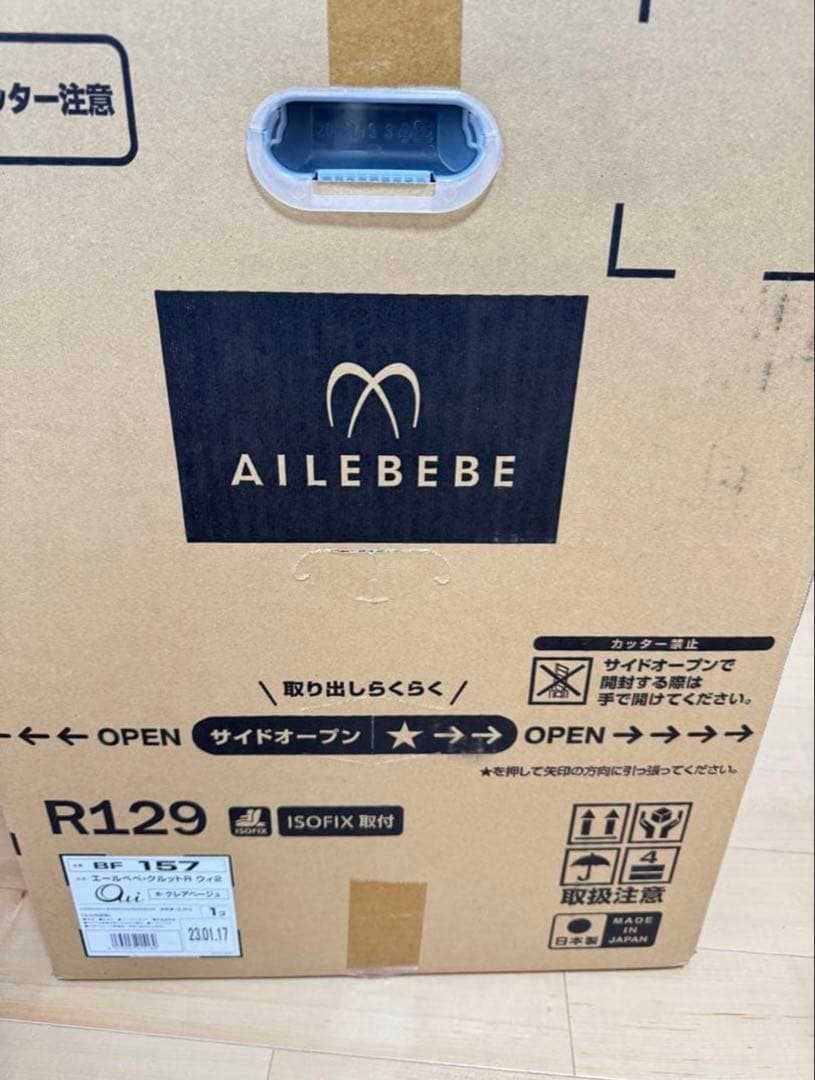 ッター注意
AILEBEBE
カッター禁止
サイドオープンで
開封する際は
手で開けてください。
\ 取り出しらくらく /
←←← OPEN サイドオープン ★→→ OPEN →→→→
★を押して矢印の方向に引っ張ってください。
R129 ISOFIX ISOFIX 取付
BF 157
エールベベ・クルットR ウィ2
Qui 色・クレアベージュ
1コ
23.01.17
4
取扱注意
日本製 MADE IN JAPAN